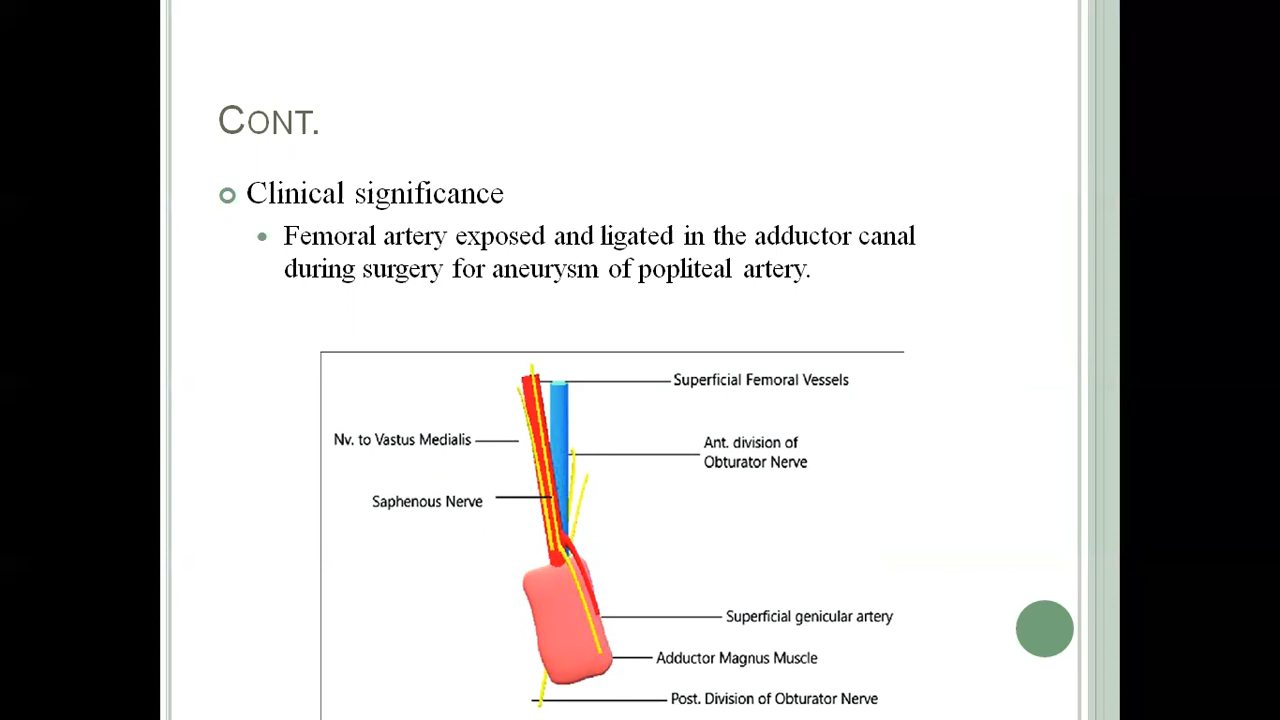 CONT.
Clinical significance
Femoral artery exposed and ligated in the adductor canal
during surgery for aneurysm of popliteal artery.
Superficial Femoral Vessels
Nv. to Vastus Medialis
Ant. division of
Obturator Nerve
Saphenous Nerve
Superficial genicular artery
Adductor Magnus Muscle
Post. Division of Obturator Nerve